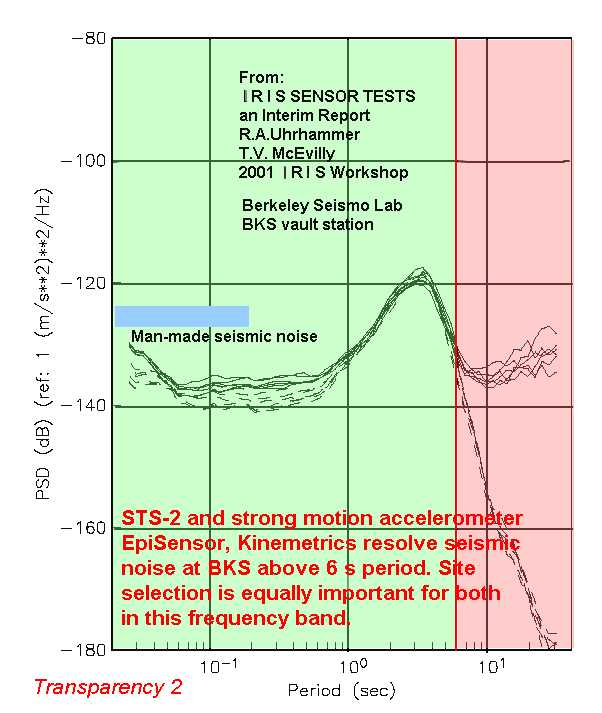 −80
From:
I R I S SENSOR TESTS
an Interim Report
R.A.Uhrhammer
T.V. McEvilly
2001 I R I S Workshop
−100
Berkeley Seismo Lab
BKS vault station
PSD (dB) (ref: 1 (m/s**2)**2/Hz)
−120
Man-made seismic noise
−140
STS-2 and strong motion accelerometer
EpiSensor, Kinemetrics resolve seismic
noise at BKS above 6 s period. Site
selection is equally important for both
in this frequency band.
−160
−180
10⁻¹ 10⁰ 10¹
Period (sec)
Transparency 2